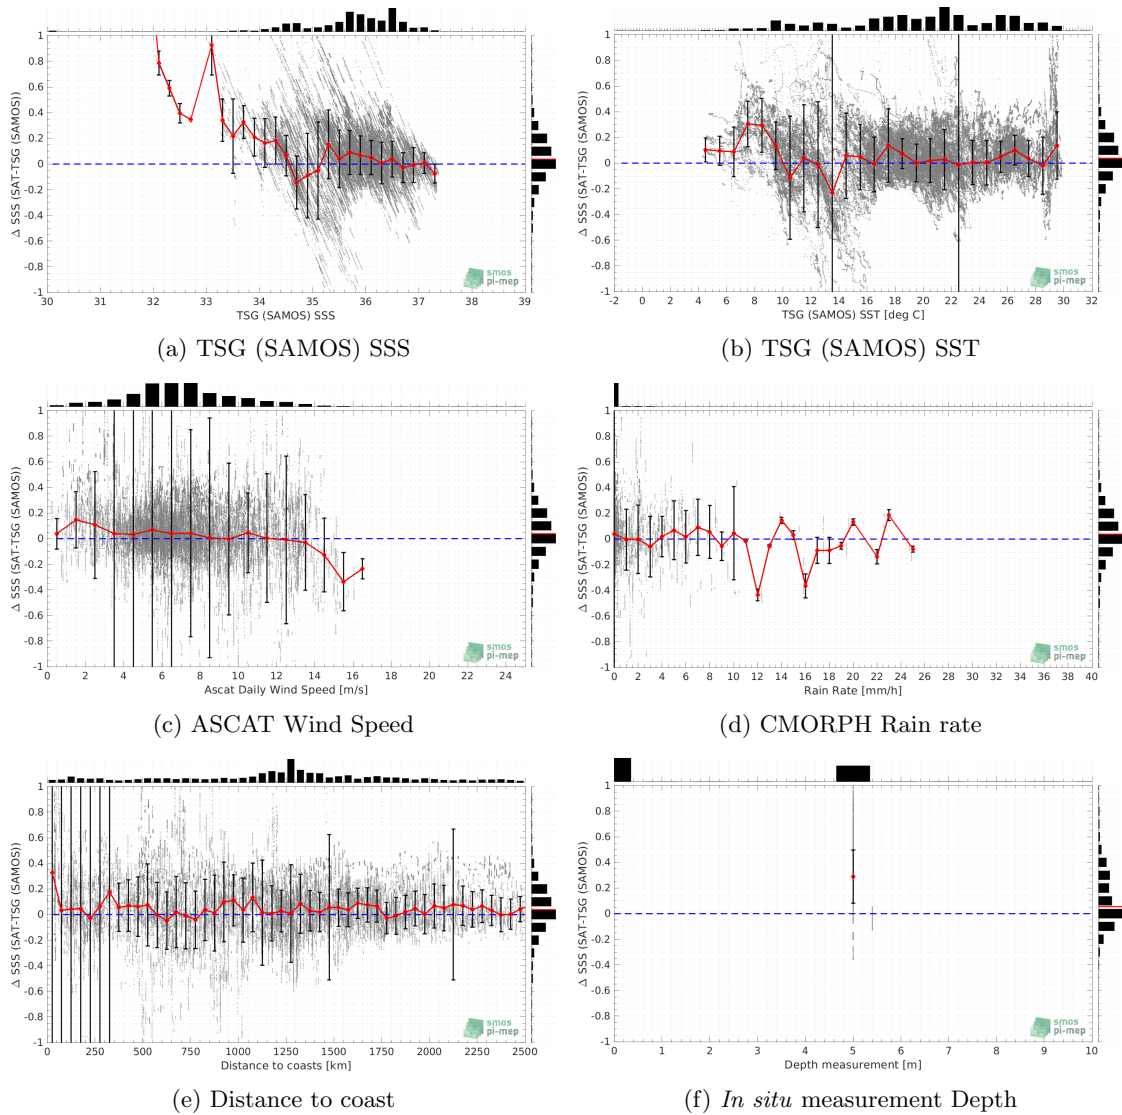 1
0.8
0.6
0.4
0.2
0
-0.2
-0.4
-0.6
-0.8
-1
Δ SSS (SAT-TSG (SAMOS))
30 31 32 33 34 35 36 37 38 39
TSG (SAMOS) SSS
smos
pi-mep
(a) TSG (SAMOS) SSS
1
0.8
0.6
0.4
0.2
0
-0.2
-0.4
-0.6
-0.8
-1
Δ SSS (SAT-TSG (SAMOS))
-2 0 2 4 6 8 10 12 14 16 18 20 22 24 26 28 30 32
TSG (SAMOS) SST [deg C]
smos
pi-mep
(b) TSG (SAMOS) SST
1
0.8
0.6
0.4
0.2
0
-0.2
-0.4
-0.6
-0.8
-1
Δ SSS (SAT-TSG (SAMOS))
0 2 4 6 8 10 12 14 16 18 20 22 24
Ascat Daily Wind Speed [m/s]
smos
pi-mep
(c) ASCAT Wind Speed
1
0.8
0.6
0.4
0.2
0
-0.2
-0.4
-0.6
-0.8
-1
Δ SSS (SAT-TSG (SAMOS))
0 2 4 6 8 10 12 14 16 18 20 22 24 26 28 30 32 34 36 38 40
Rain Rate [mm/h]
smos
pi-mep
(d) CMORPH Rain rate
1
0.8
0.6
0.4
0.2
0
-0.2
-0.4
-0.6
-0.8
-1
Δ SSS (SAT-TSG (SAMOS))
0 250 500 750 1000 1250 1500 1750 2000 2250 2500
Distance to coasts [km]
smos
pi-mep
(e) Distance to coast
1
0.8
0.6
0.4
0.2
0
-0.2
-0.4
-0.6
-0.8
-1
Δ SSS (SAT-TSG (SAMOS))
0 1 2 3 4 5 6 7 8 9 10
Depth measurement [m]
smos
pi-mep
(f) In situ measurement Depth